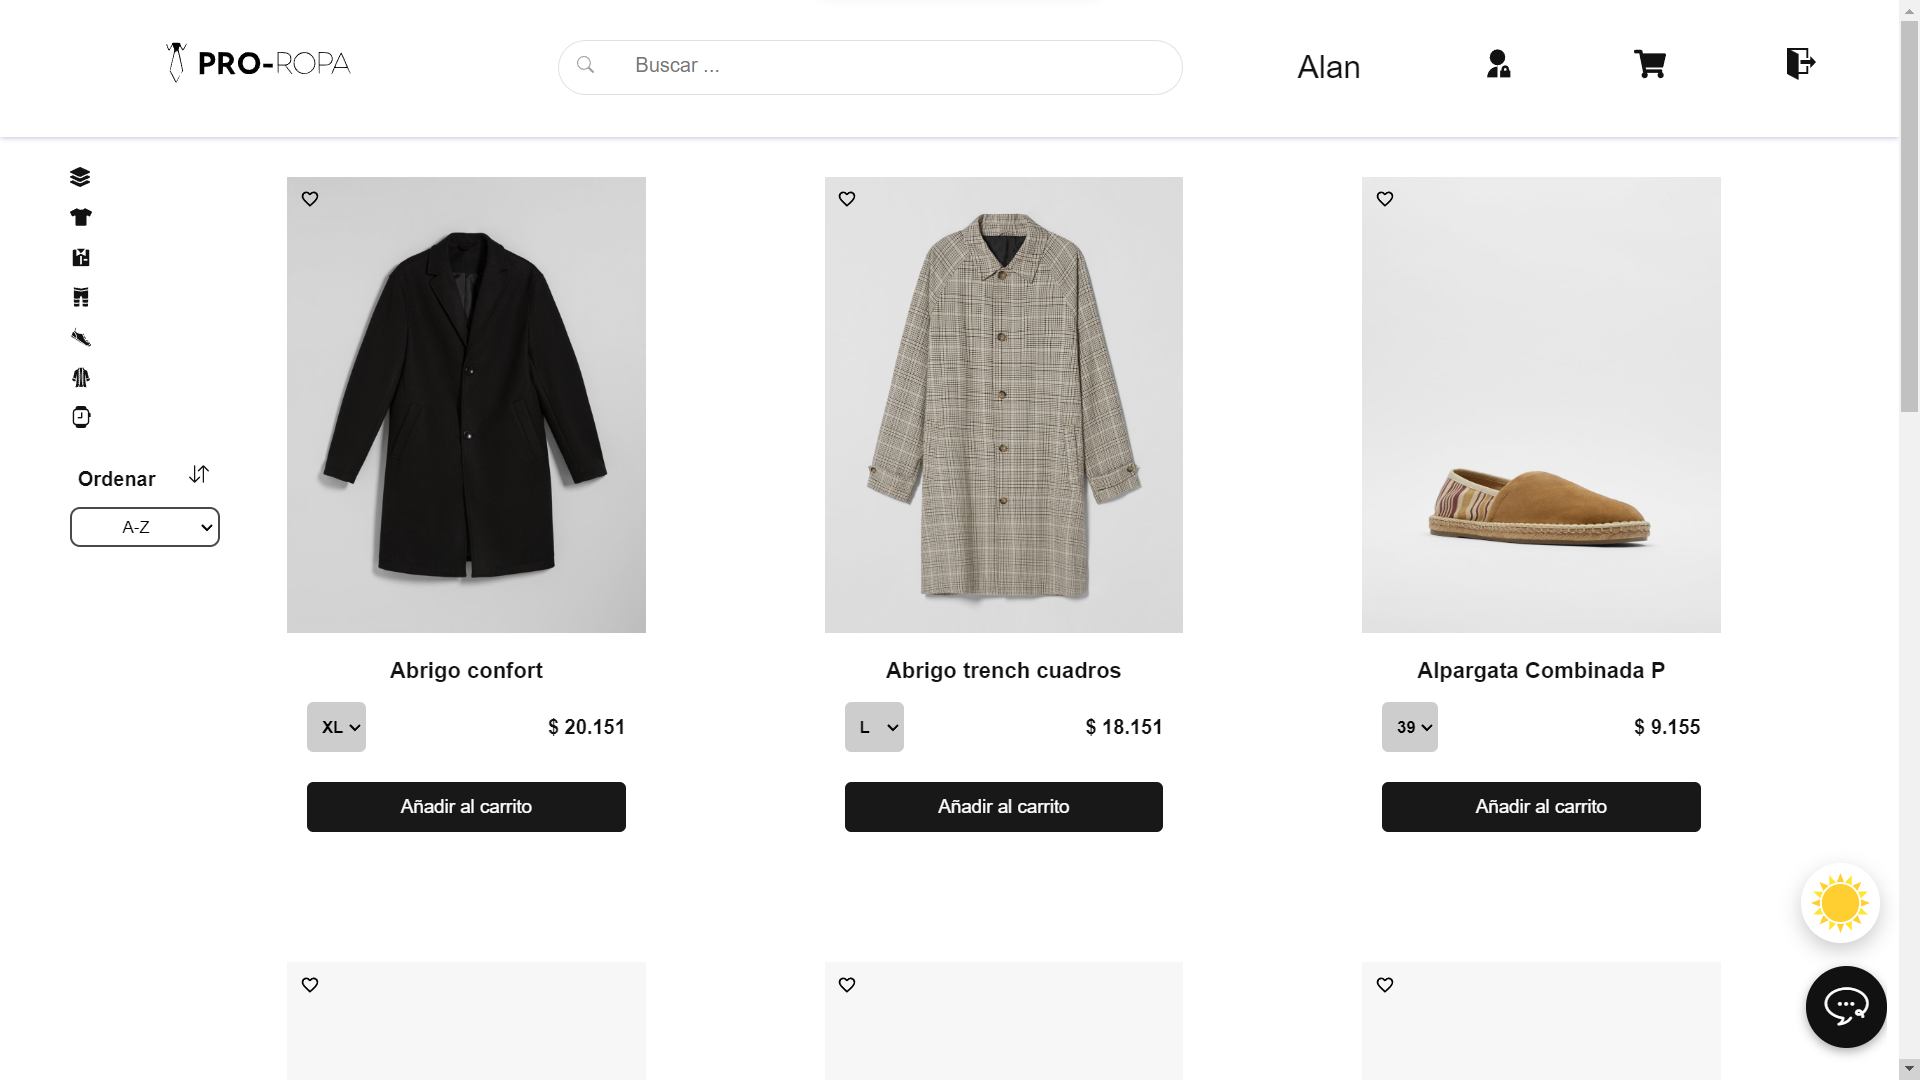 PRO-ROPA
Buscar ...
Alan
Ordenar
A-Z
Abrigo confort
XL
$ 20.151
Añadir al carrito
Abrigo trench cuadros
L
$ 18.151
Añadir al carrito
Alpargata Combinada P
39
$ 9.155
Añadir al carrito